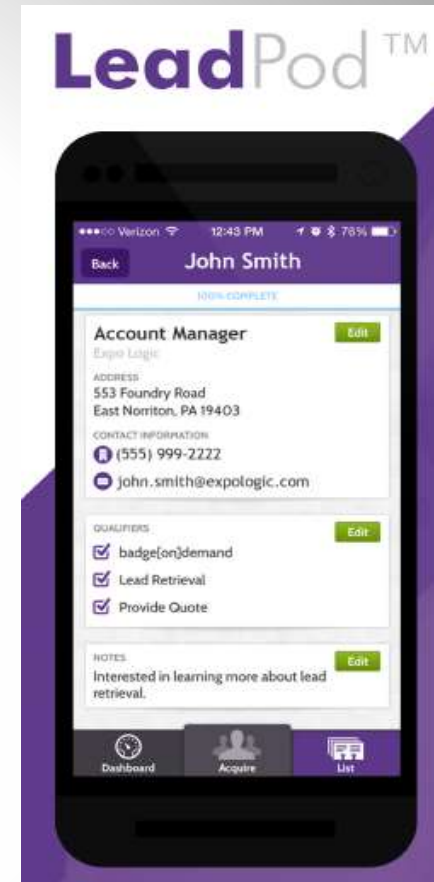 LeadPod™
Verizon 12:43 PM 76%
Back John Smith
100% COMPLETE
Account Manager Edit
Expo Logic
ADDRESS
553 Foundry Road
East Norriton, PA 19403
CONTACT INFORMATION
(555) 999-2222
john.smith@expologic.com
QUALIFIERS Edit
badge[on]demand
Lead Retrieval
Provide Quote
NOTES Edit
Interested in learning more about lead
retrieval.
Dashboard Acquire List